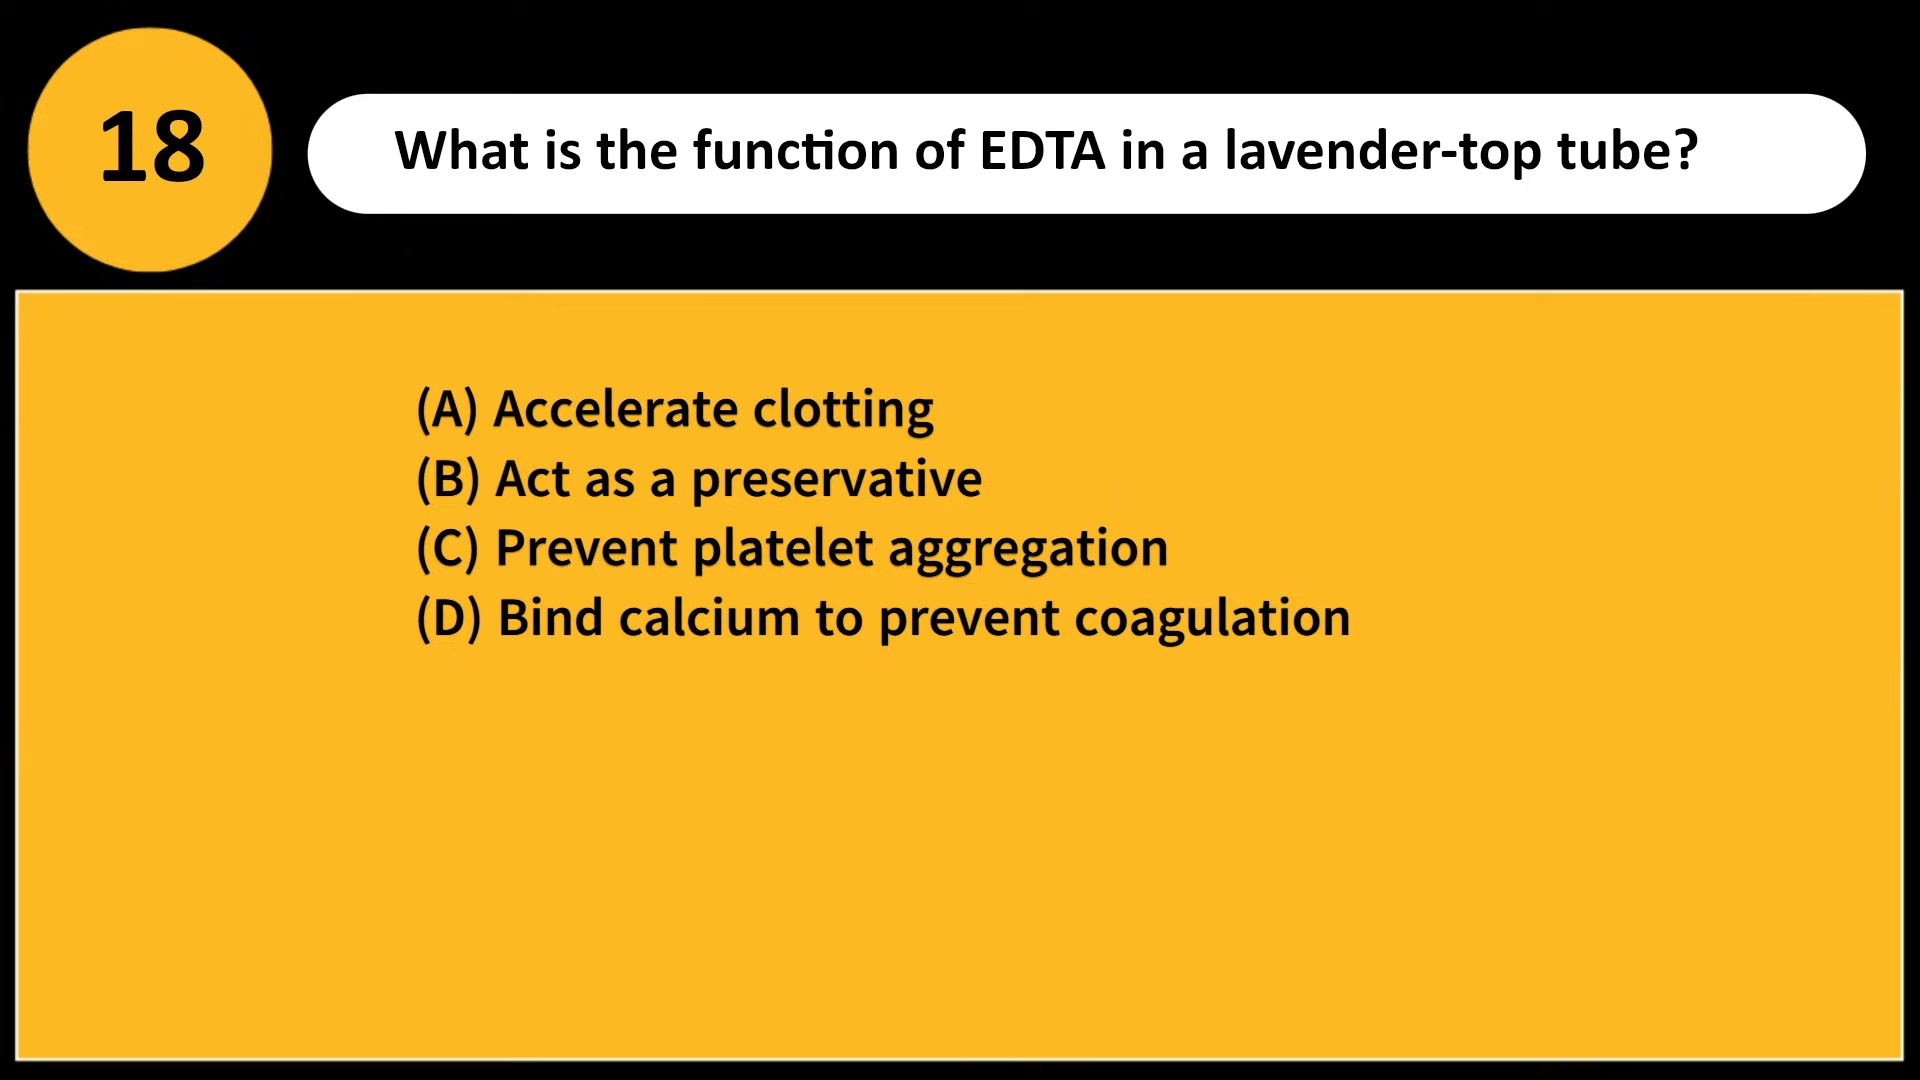 18
What is the function of EDTA in a lavender-top tube?
(A) Accelerate clotting
(B) Act as a preservative
(C) Prevent platelet aggregation
(D) Bind calcium to prevent coagulation